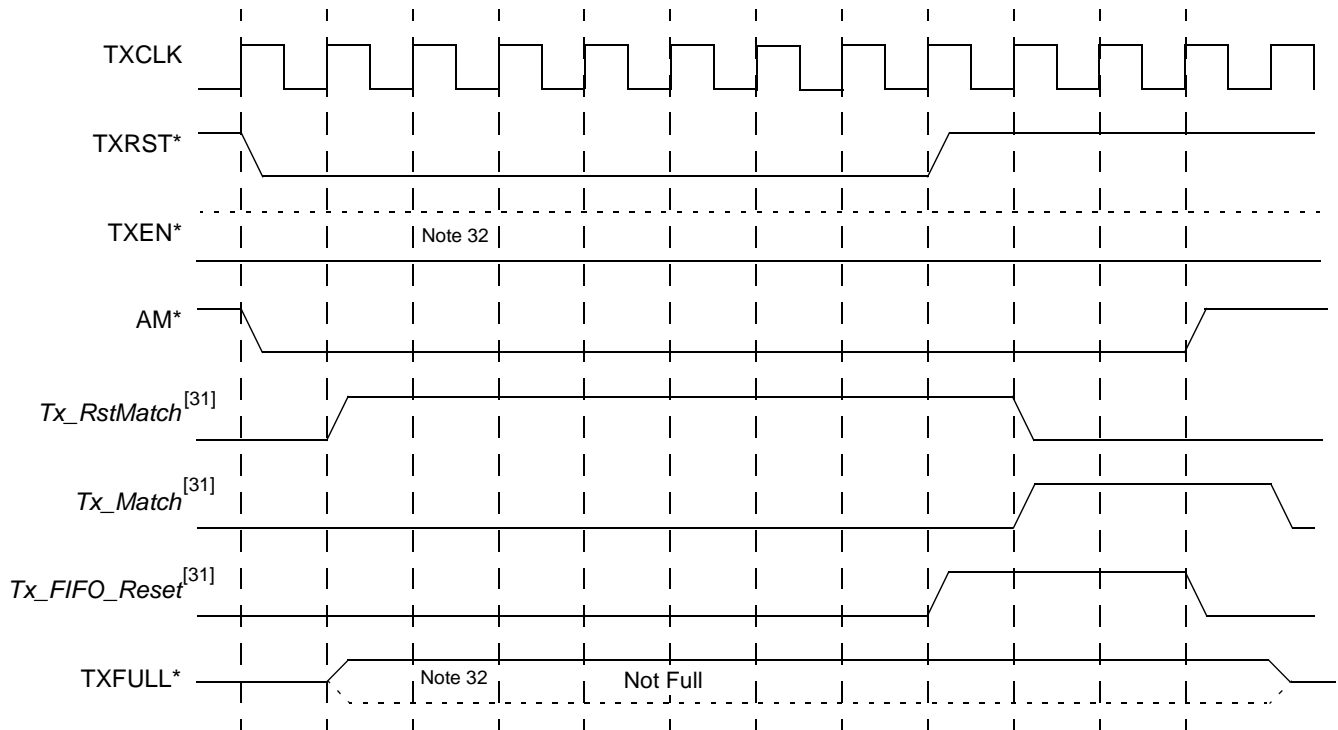 TXCLK
TXRST*
TXEN*
Note 32
AM*
Tx_RstMatch[31]
Tx_Match[31]
Tx_FIFO_Reset[31]
TXFULL*
Note 32
Not Full